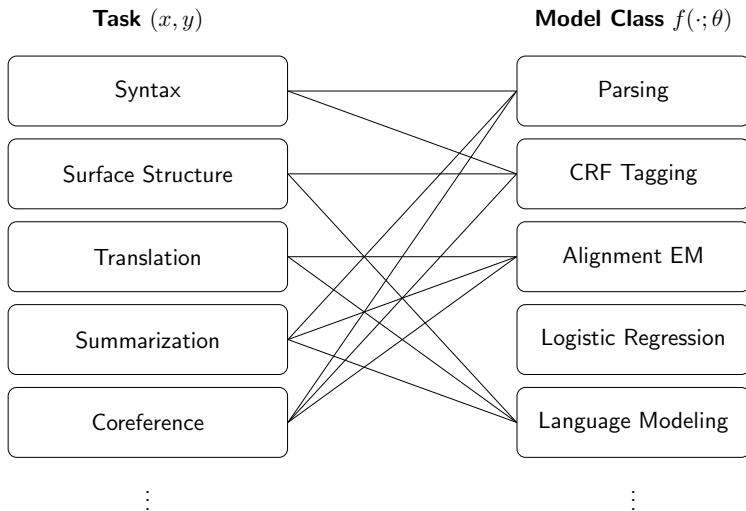 Task (x, y) Model Class f(·; θ)
Syntax Parsing
Surface Structure CRF Tagging
Translation Alignment EM
Summarization Logistic Regression
Coreference Language Modeling
⋮ ⋮